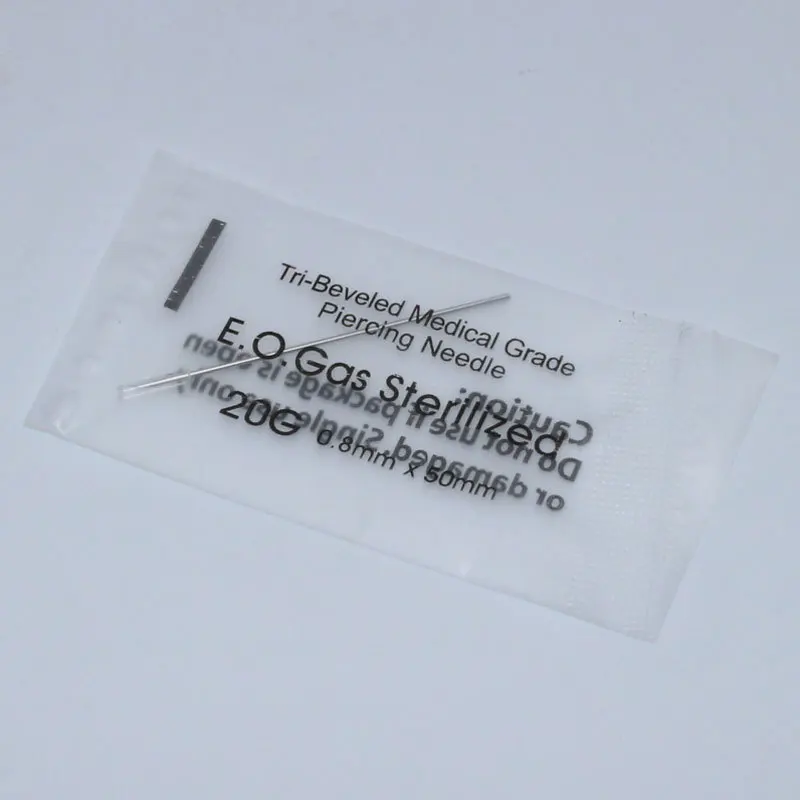 Tri-Beveled Medical Grade
Piercing Needle
E.O.Gas Sterilized
20G 0.8mm x 50mm
Caution:
Do not use if package is open
or damaged. Single use only